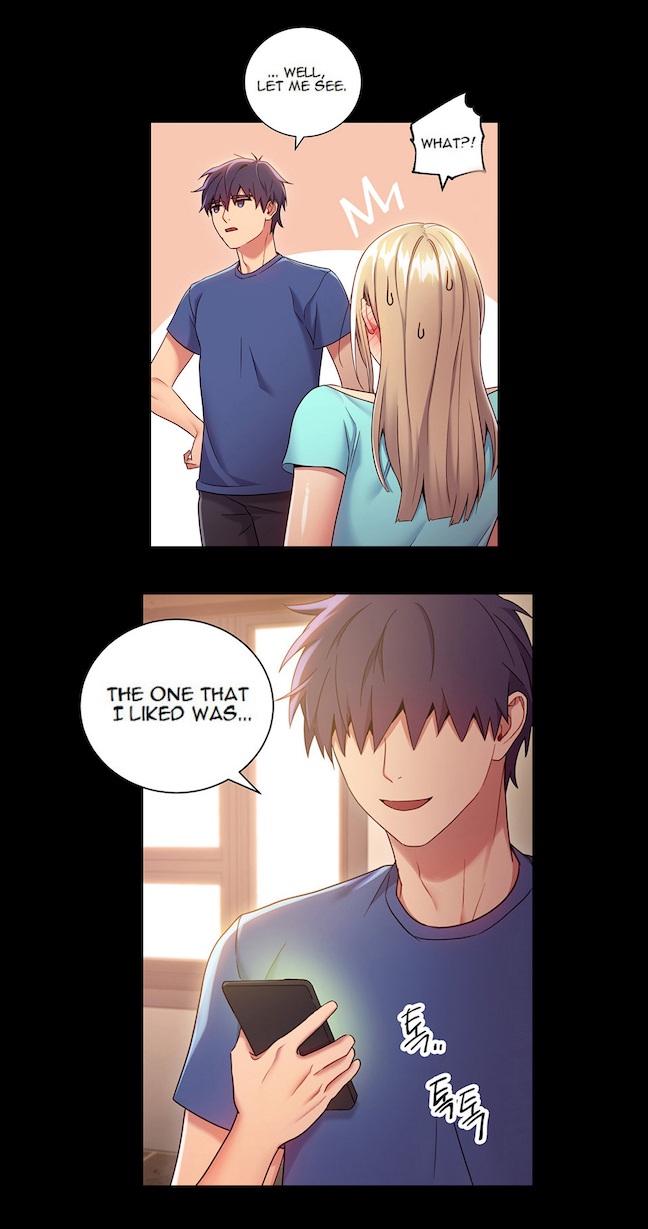 ... WELL,
LET ME SEE.
WHAT?!
THE ONE THAT
I LIKED WAS...
톡..
톡톡